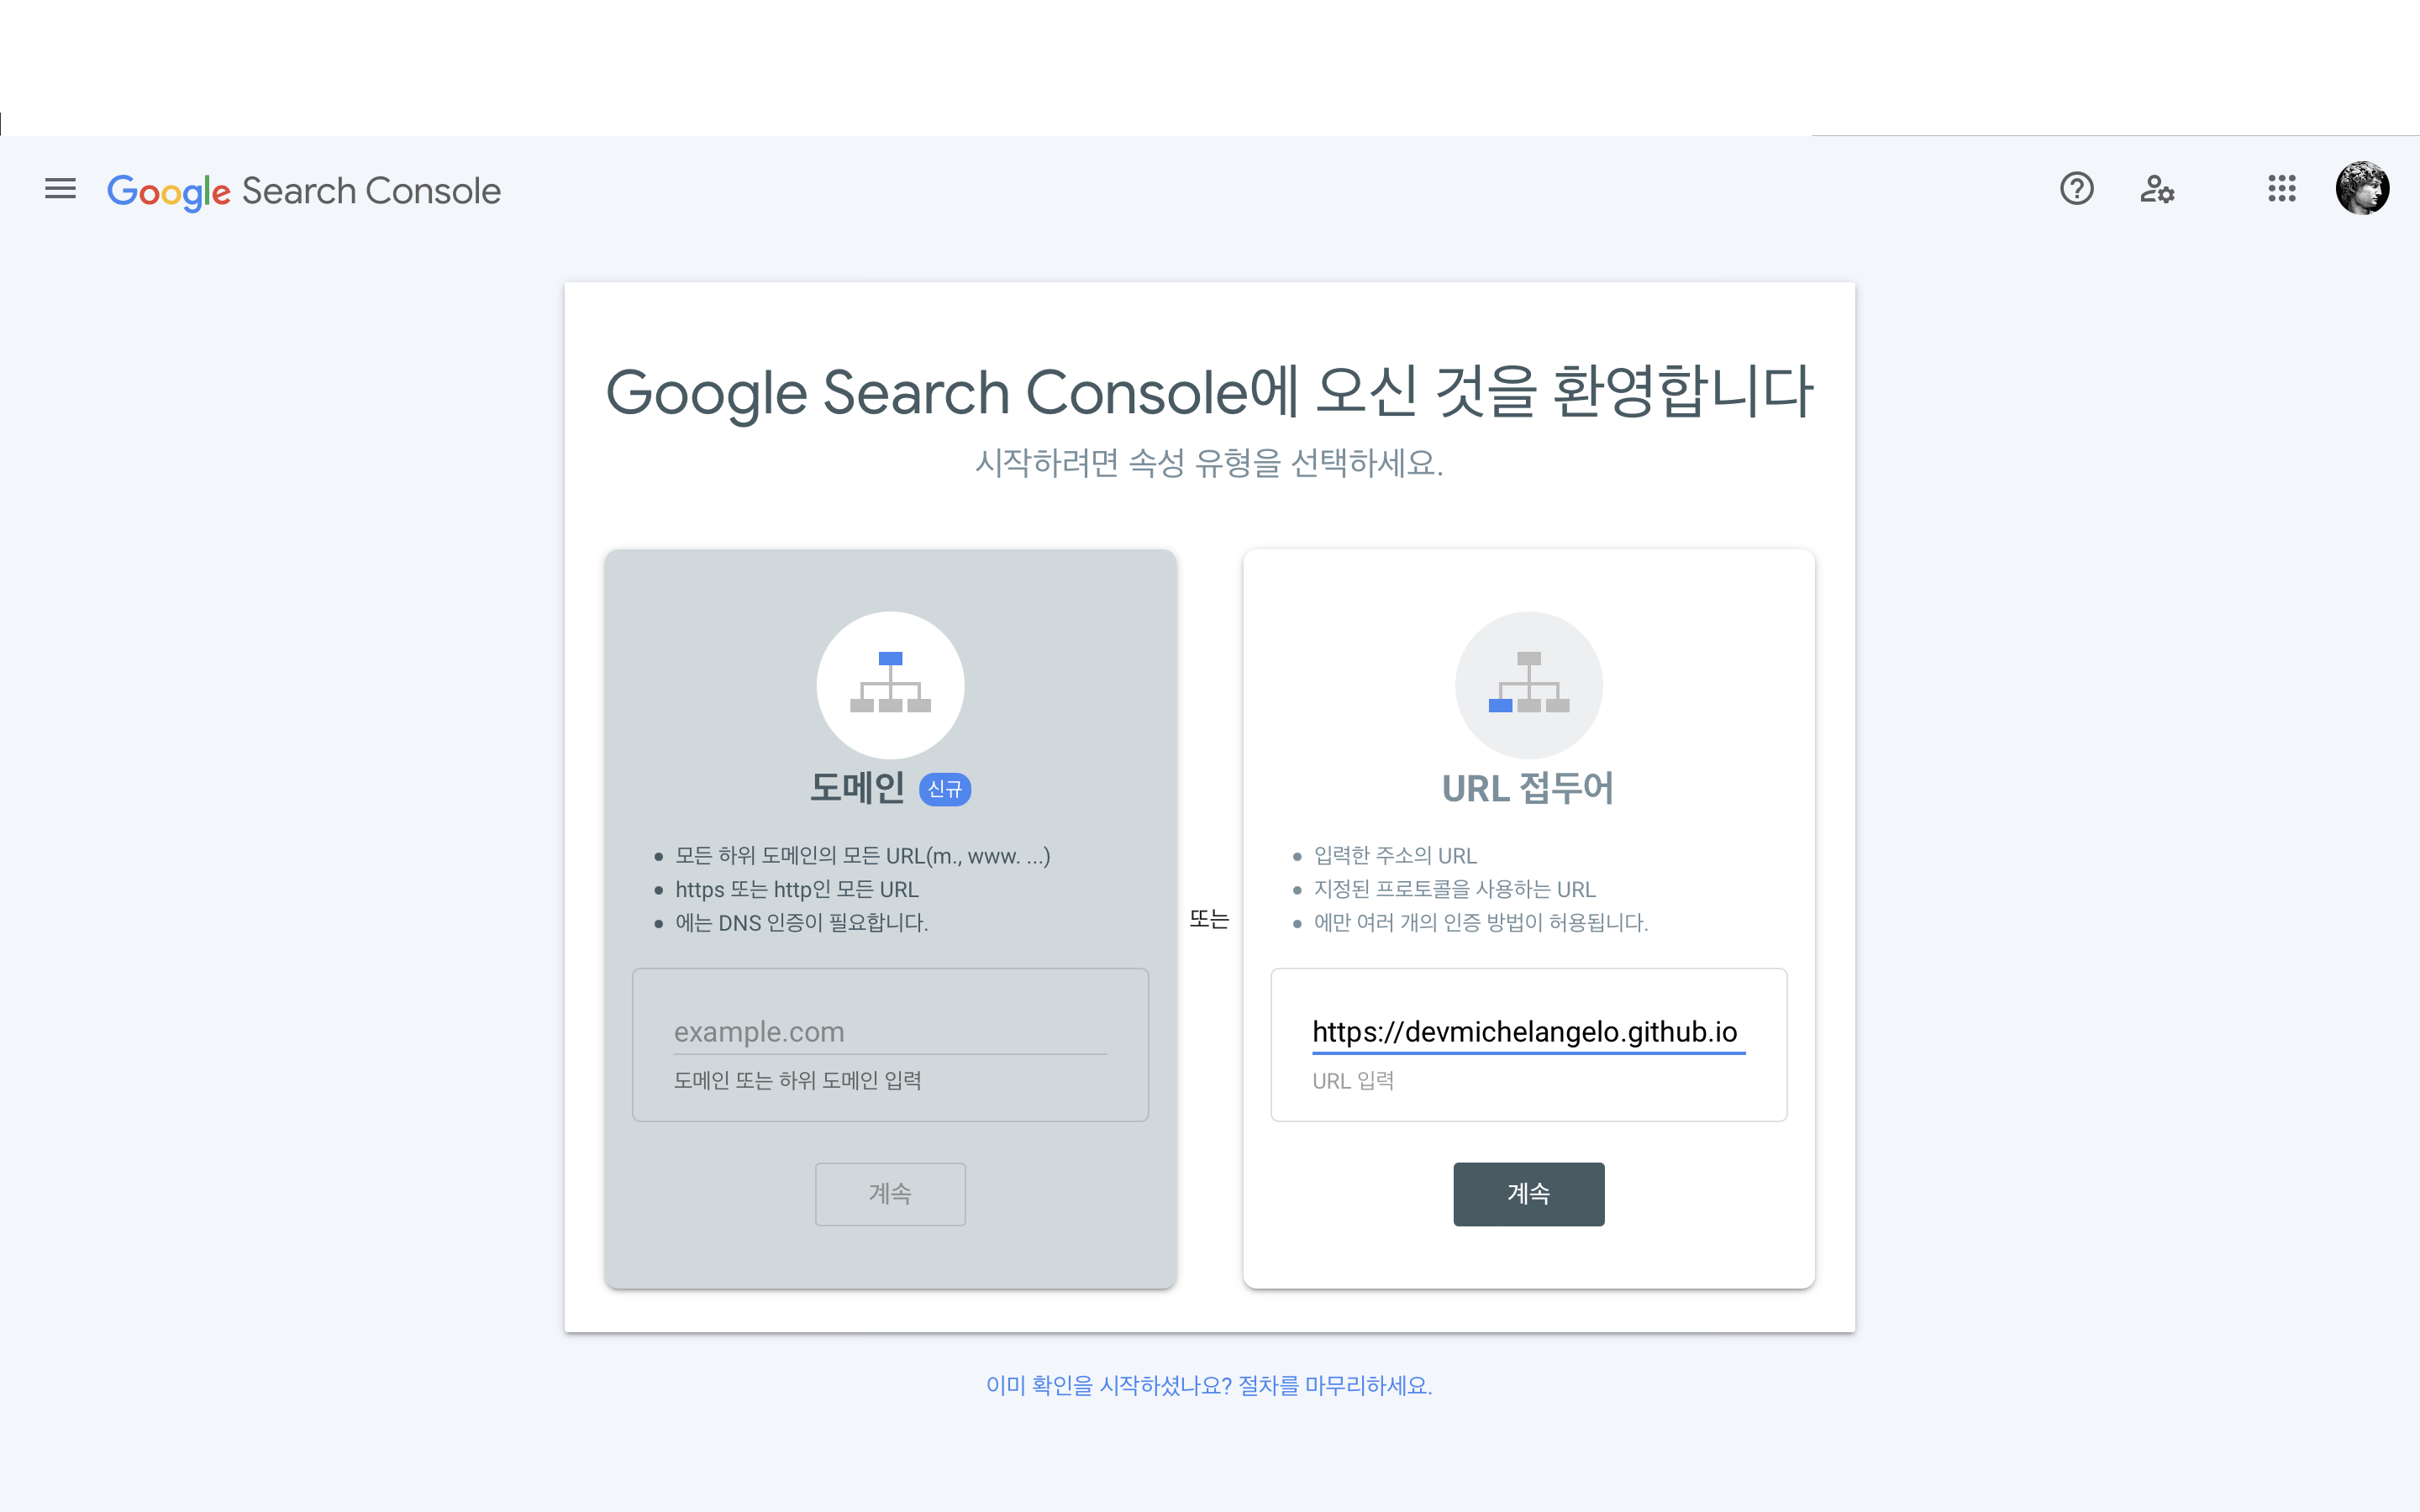 Google Search Console
Google Search Console에 오신 것을 환영합니다
시작하려면 속성 유형을 선택하세요.
도메인 신규
모든 하위 도메인의 모든 URL(m., www. ...)
https 또는 http인 모든 URL
에는 DNS 인증이 필요합니다.
example.com
도메인 또는 하위 도메인 입력
계속
또는
URL 접두어
입력한 주소의 URL
지정된 프로토콜을 사용하는 URL
에만 여러 개의 인증 방법이 허용됩니다.
https://devmichelangelo.github.io
URL 입력
계속
이미 확인을 시작하셨나요? 절차를 마무리하세요.